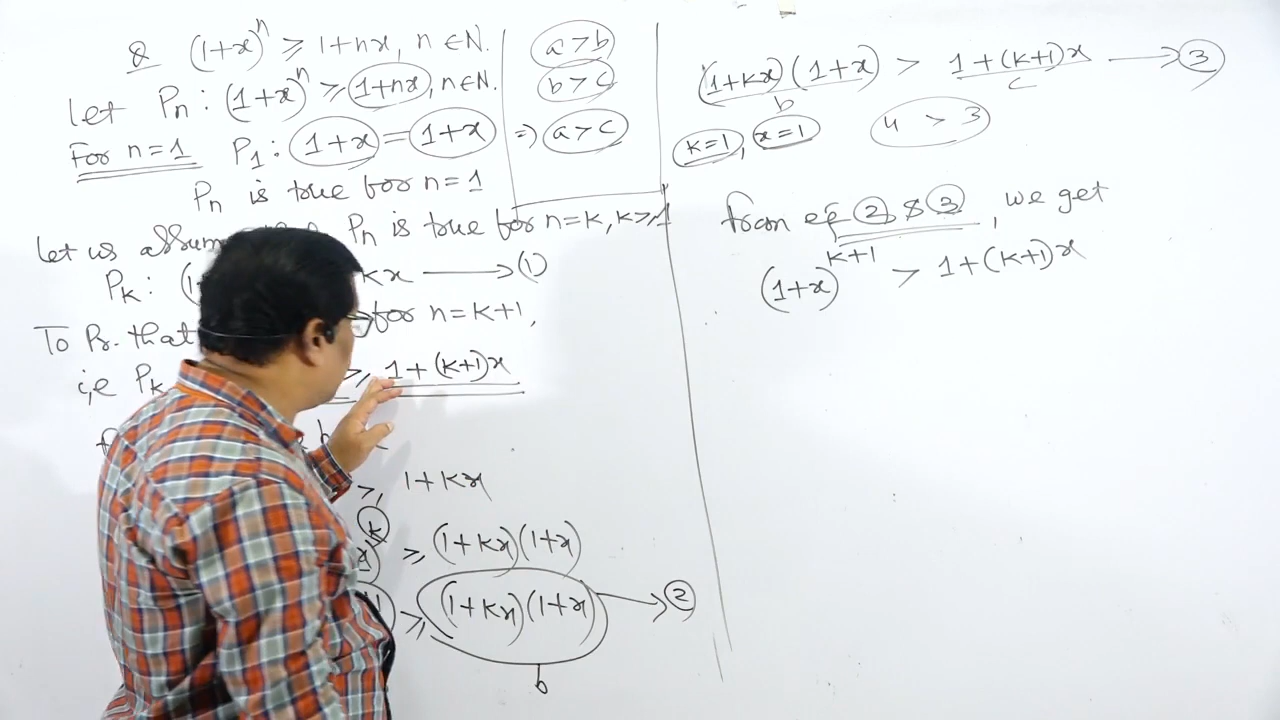 & (1+x)^n ≥ 1+nx, n∈N.
let Pn : (1+x)^n ≥ 1+nx, n∈N.
For n=1 P1 : 1+x = 1+x
Pn is true for n=1
Let us assum Pn is true for n=k, k≥1
Pk : (1 kx → (1)
To Pr. that for n=k+1,
i,e Pk ≥ 1+(k+1)x
≥ 1+kx
k
≥ (1+kx)(1+x)
≥ (1+kx)(1+x) → (2)
b
a>b
b>c
⇒ a>c
(1+kx)(1+x) > 1+(k+1)x → (3)
b c
k=1, x=1 4 > 3
from eq (2) & (3), we get
(1+x)^k+1 > 1+(k+1)x